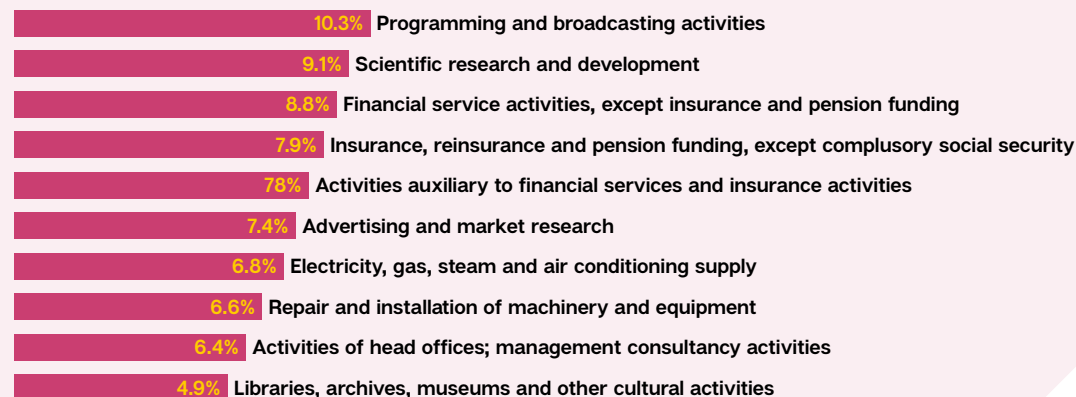 10.3% Programming and broadcasting activities
9.1% Scientific research and development
8.8% Financial service activities, except insurance and pension funding
7.9% Insurance, reinsurance and pension funding, except complusory social security
78% Activities auxiliary to financial services and insurance activities
7.4% Advertising and market research
6.8% Electricity, gas, steam and air conditioning supply
6.6% Repair and installation of machinery and equipment
6.4% Activities of head offices; management consultancy activities
4.9% Libraries, archives, museums and other cultural activities